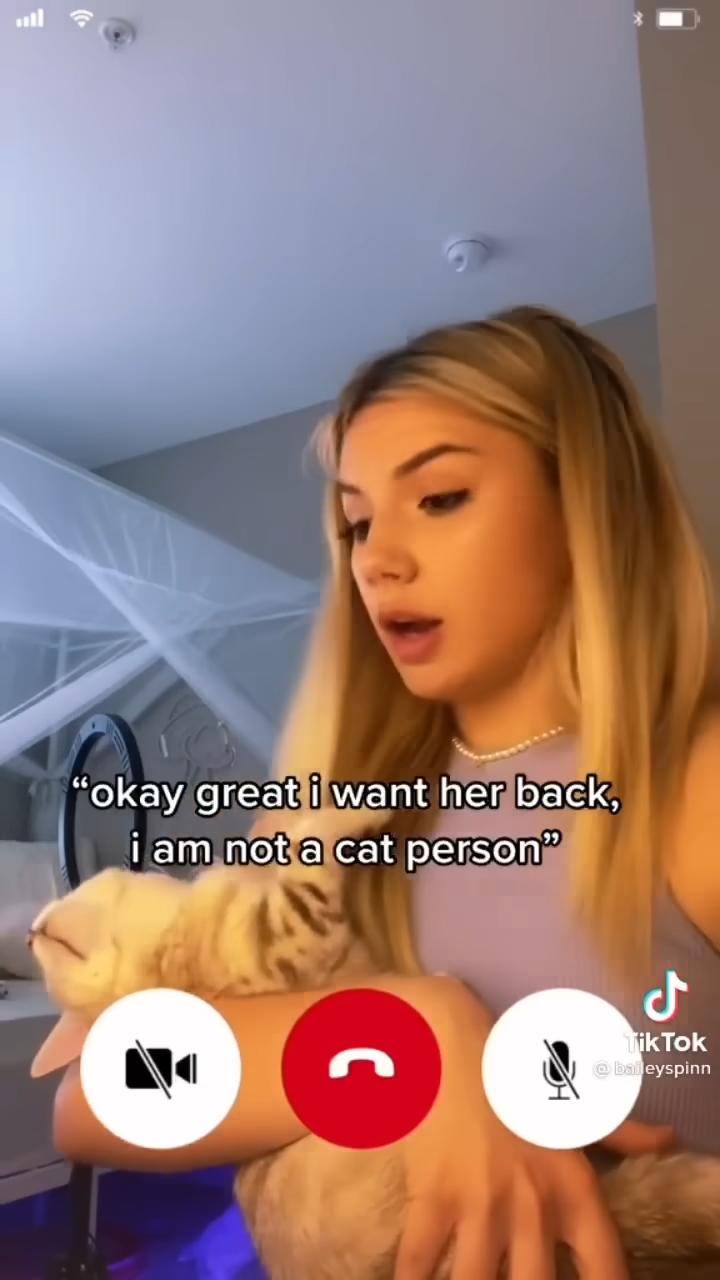 “okay great i want her back,
i am not a cat person”
TikTok
@baileyspinn